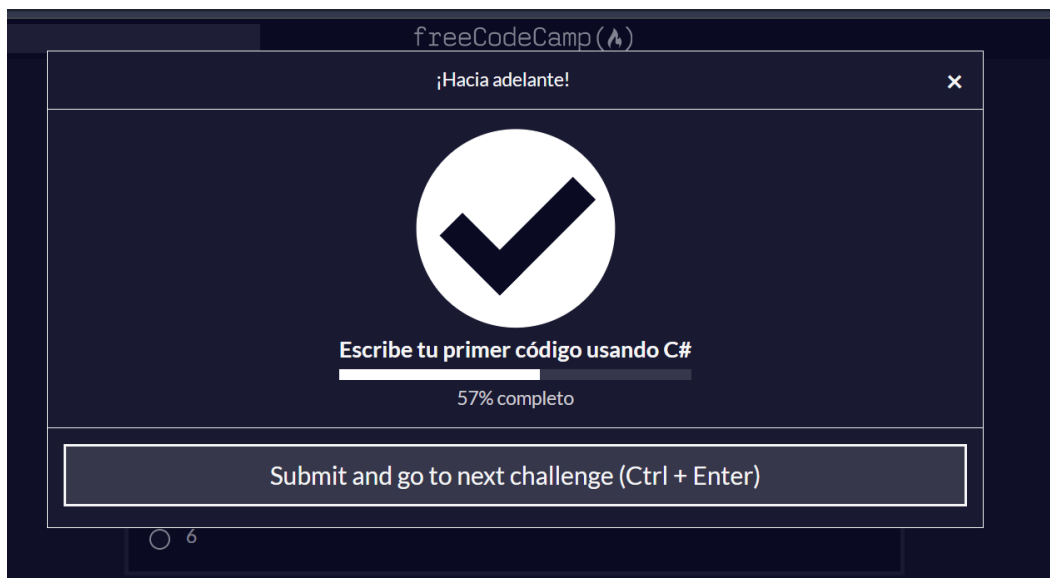 freeCodeCamp(🔥)
¡Hacia adelante!
×
Escribe tu primer código usando C#
57% completo
Submit and go to next challenge (Ctrl + Enter)
6